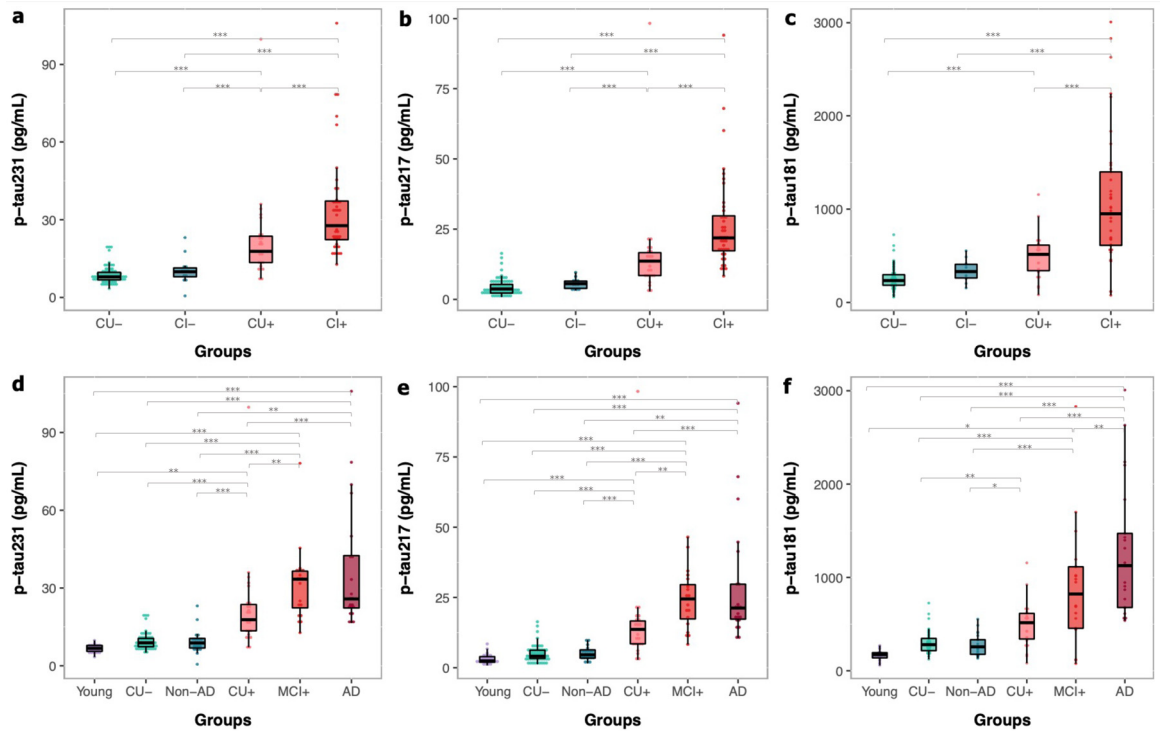 a
p−tau231 (pg/mL)
90
60
30
0
***
***
***
***
***
CU−
CI−
CU+
CI+
Groups
b
p−tau217 (pg/mL)
100
75
50
25
0
***
***
***
***
***
CU−
CI−
CU+
CI+
Groups
c
p−tau181 (pg/mL)
3000
2000
1000
0
***
***
***
***
CU−
CI−
CU+
CI+
Groups
d
p−tau231 (pg/mL)
90
60
30
0
***
***
**
***
***
***
***
**
**
***
***
Young
CU−
Non−AD
CU+
MCI+
AD
Groups
e
p−tau217 (pg/mL)
100
75
50
25
0
***
***
**
***
***
***
***
**
***
***
***
Young
CU−
Non−AD
CU+
MCI+
AD
Groups
f
p−tau181 (pg/mL)
3000
2000
1000
0
***
***
***
***
*
**
***
***
**
*
Young
CU−
Non−AD
CU+
MCI+
AD
Groups